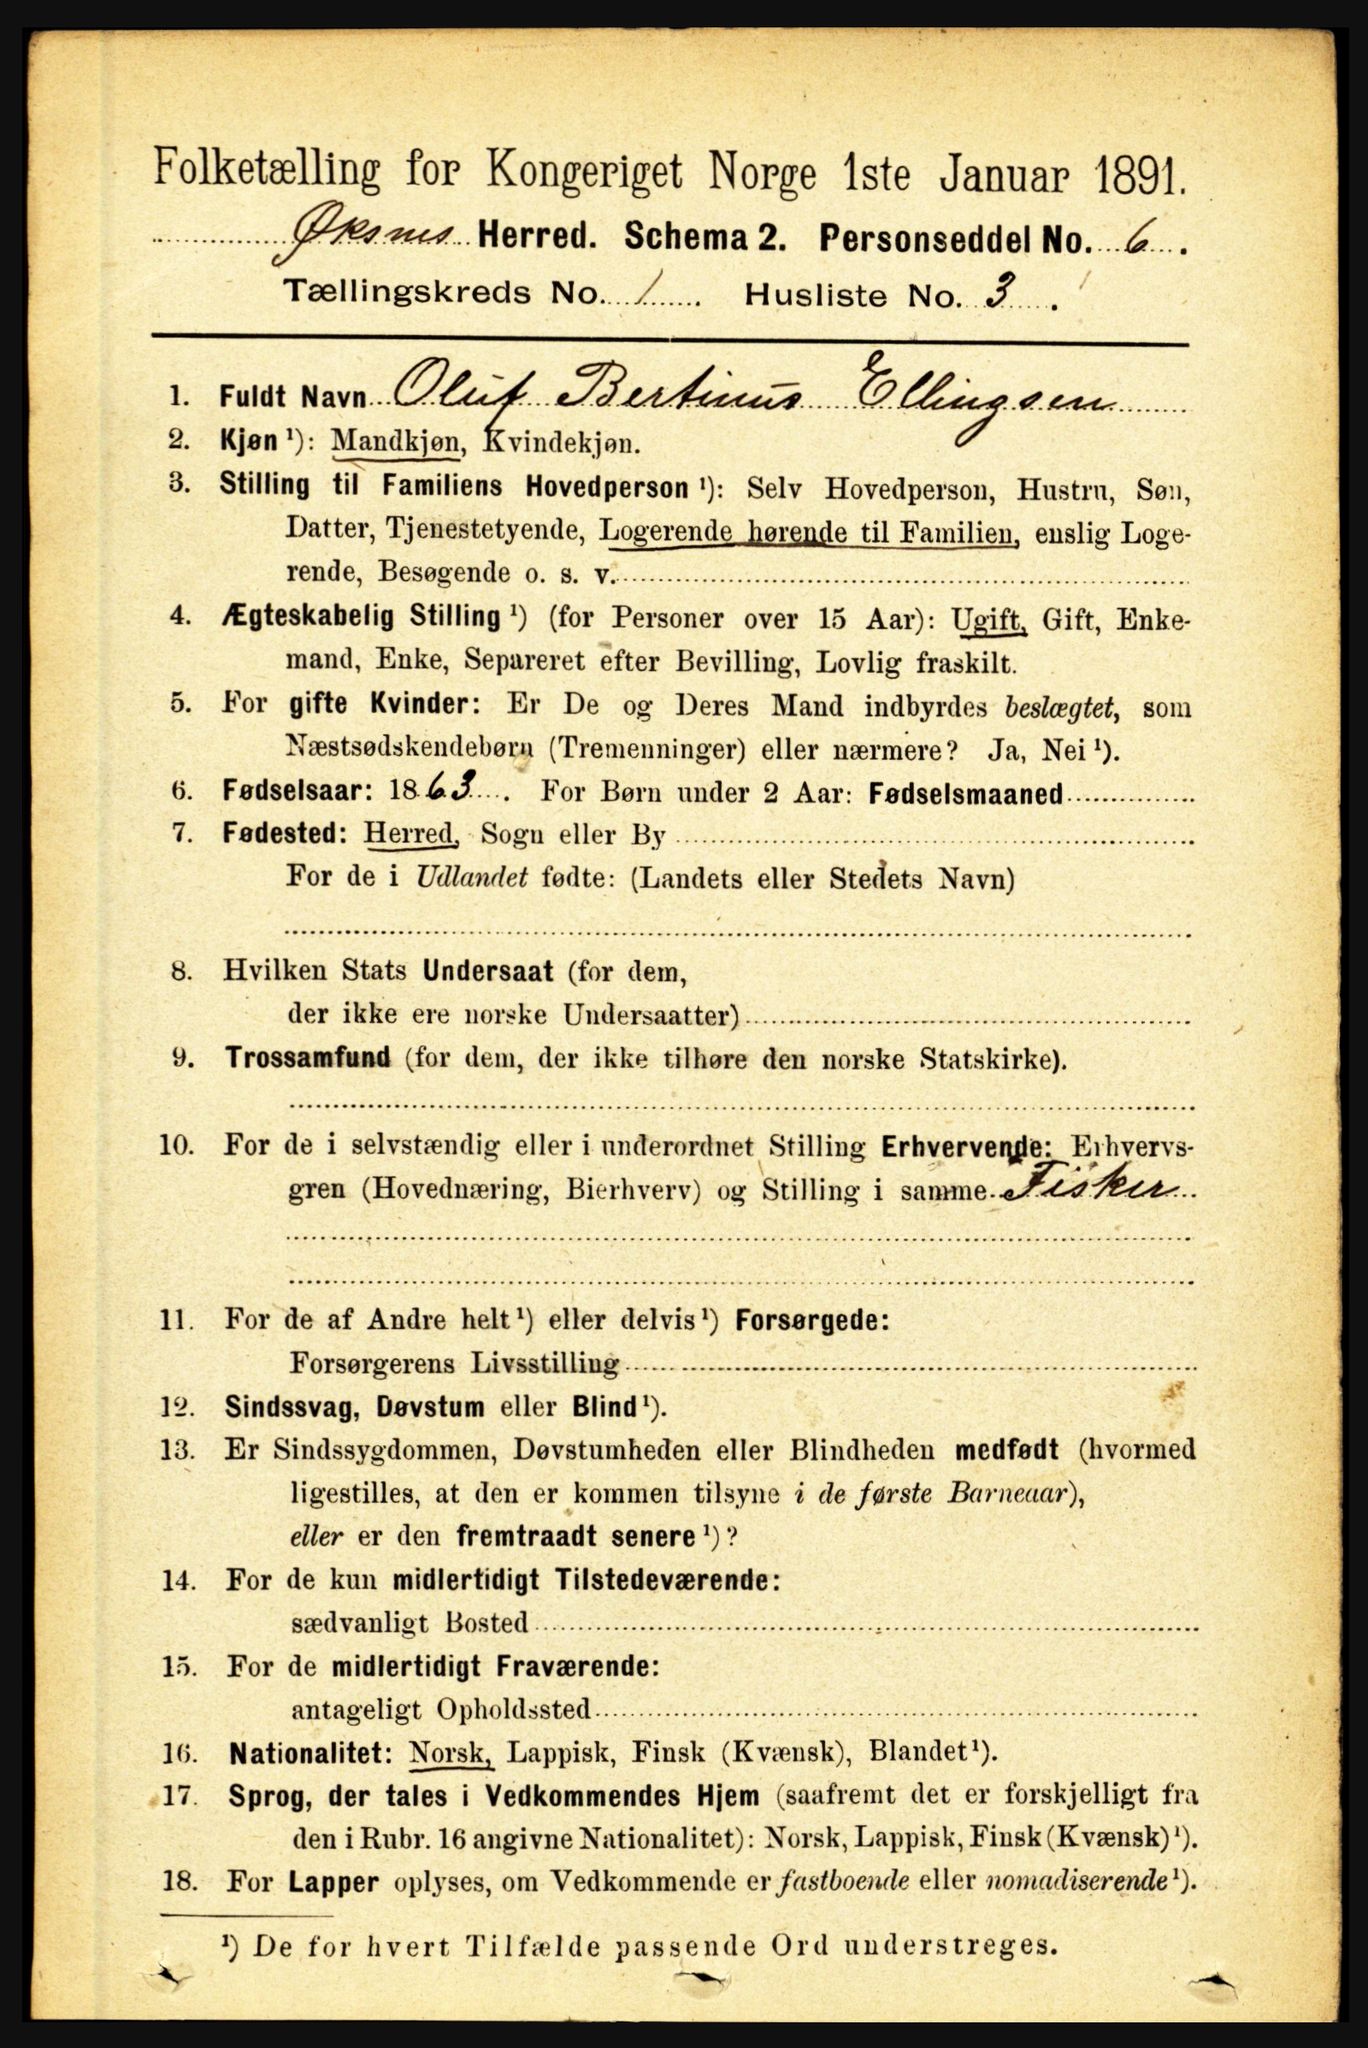 Folketælling for Kongeriget Norge 1ste Januar 1891.
Øksnes Herred. Schema 2. Personseddel No. 6.
Tællingskreds No. 1. Husliste No. 3.
1. Fuldt Navn Oluf Bertinus Ellingsen
2. Kjøn ¹): Mandkjøn, Kvindekjøn.
3. Stilling til Familiens Hovedperson ¹): Selv Hovedperson, Hustru, Søn,
Datter, Tjenestetyende, Logerende hørende til Familien, enslig Loge-
rende, Besøgende o. s. v.
4. Ægteskabelig Stilling ¹) (for Personer over 15 Aar): Ugift, Gift, Enke-
mand, Enke, Separeret efter Bevilling, Lovlig fraskilt.
5. For gifte Kvinder: Er De og Deres Mand indbyrdes beslægtet, som
Næstsødskendebørn (Tremenninger) eller nærmere? Ja, Nei ¹).
6. Fødselsaar: 1863. For Børn under 2 Aar: Fødselsmaaned
7. Fødested: Herred, Sogn eller By
For de i Udlandet fødte: (Landets eller Stedets Navn)
8. Hvilken Stats Undersaat (for dem,
der ikke ere norske Undersaatter)
9. Trossamfund (for dem, der ikke tilhøre den norske Statskirke).
10. For de i selvstændig eller i underordnet Stilling Erhvervende: Erhvervs-
gren (Hovednæring, Bierhverv) og Stilling i samme Fisker
11. For de af Andre helt ¹) eller delvis ¹) Forsørgede:
Forsørgerens Livsstilling
12. Sindssvag, Døvstum eller Blind ¹).
13. Er Sindssygdommen, Døvstumheden eller Blindheden medfødt (hvormed
ligestilles, at den er kommen tilsyne i de første Barneaar),
eller er den fremtraadt senere ¹)?
14. For de kun midlertidigt Tilstedeværende:
sædvanligt Bosted
15. For de midlertidigt Fraværende:
antageligt Opholdssted
16. Nationalitet: Norsk, Lappisk, Finsk (Kvænsk), Blandet ¹).
17. Sprog, der tales i Vedkommendes Hjem (saafremt det er forskjelligt fra
den i Rubr. 16 angivne Nationalitet): Norsk, Lappisk, Finsk (Kvænsk) ¹).
18. For Lapper oplyses, om Vedkommende er fastboende eller nomadiserende ¹).
¹) De for hvert Tilfælde passende Ord understreges.